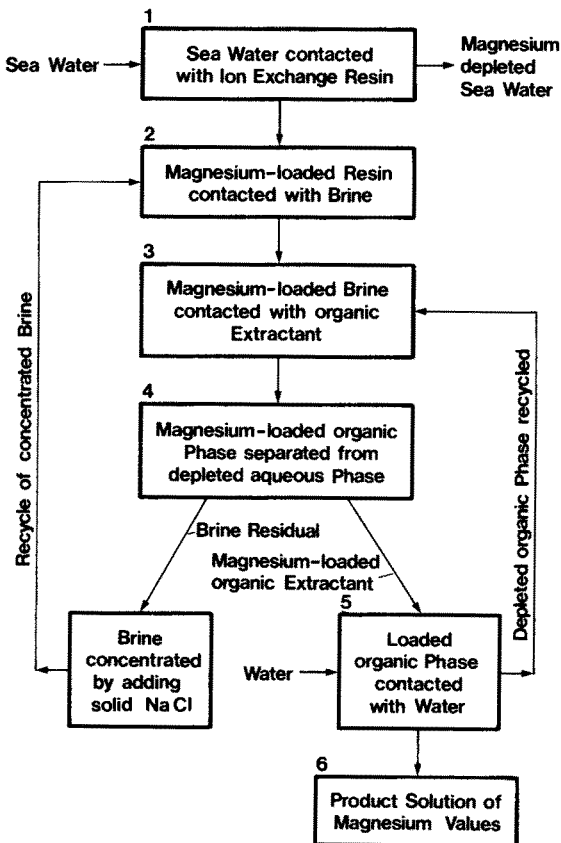 1
Sea Water contacted
with Ion Exchange Resin
Sea Water
Magnesium
depleted
Sea Water
2
Magnesium-loaded Resin
contacted with Brine
3
Magnesium-loaded Brine
contacted with organic
Extractant
4
Magnesium-loaded organic
Phase separated from
depleted aqueous Phase
Recycle of concentrated Brine
Depleted organic Phase recycled
Brine Residual
Magnesium-loaded
organic Extractant
Brine
concentrated
by adding
solid NaCl
Water
5
Loaded
organic Phase
contacted
with Water
6
Product Solution of
Magnesium Values